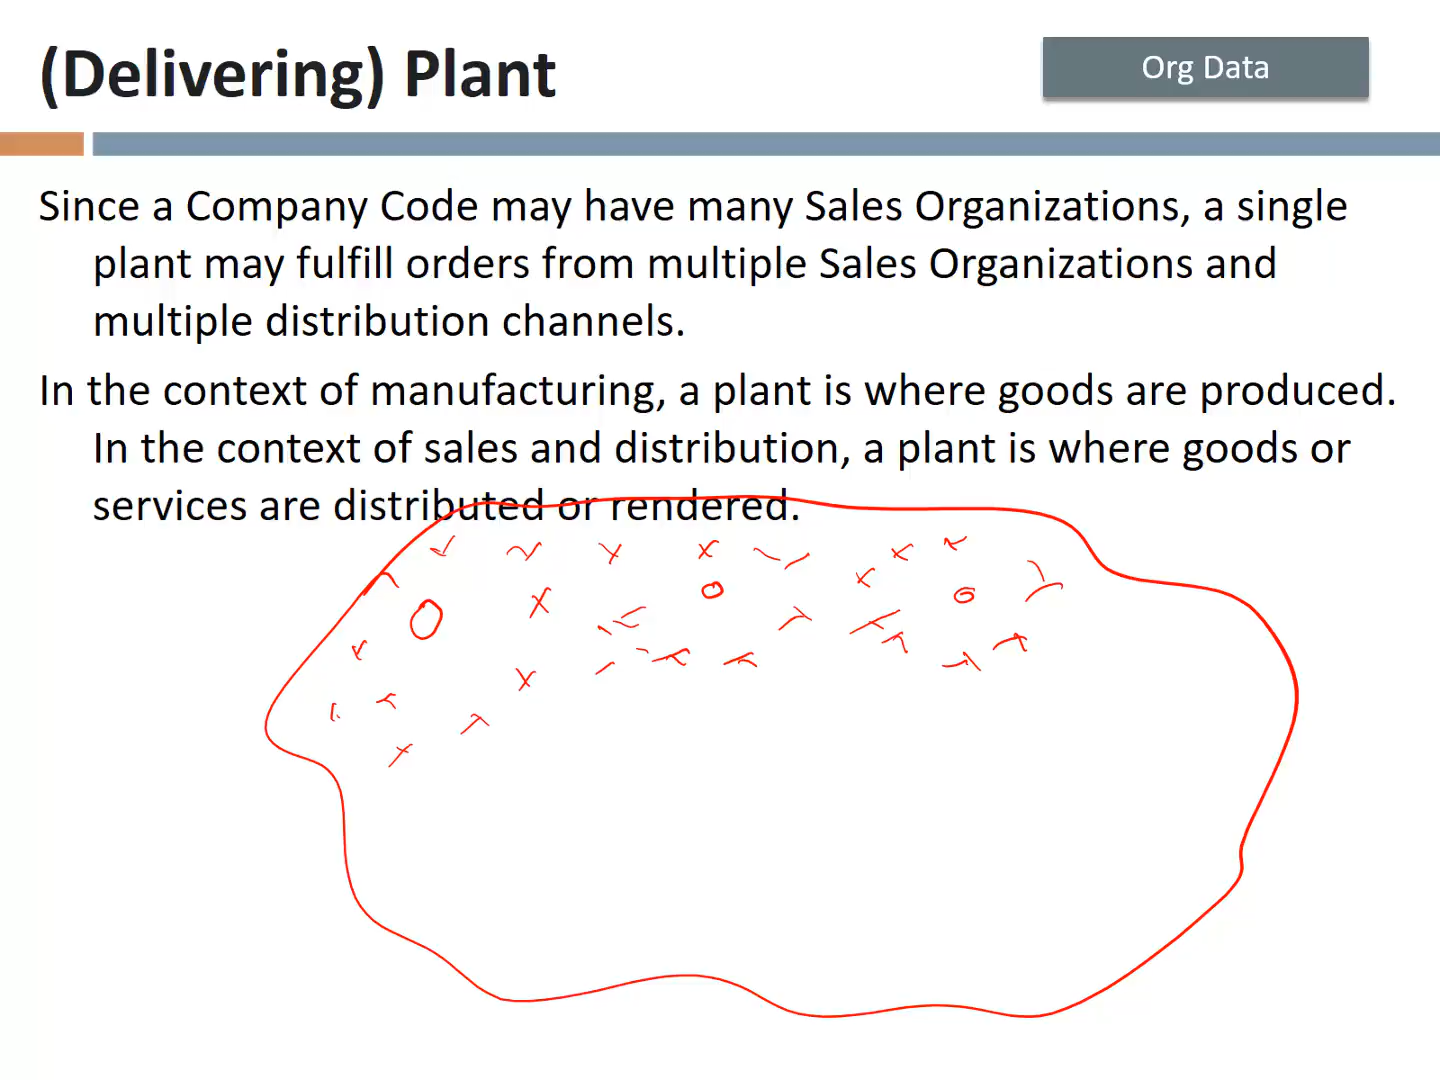 (Delivering) Plant
Org Data
Since a Company Code may have many Sales Organizations, a single
plant may fulfill orders from multiple Sales Organizations and
multiple distribution channels.
In the context of manufacturing, a plant is where goods are produced.
In the context of sales and distribution, a plant is where goods or
services are distributed or rendered.